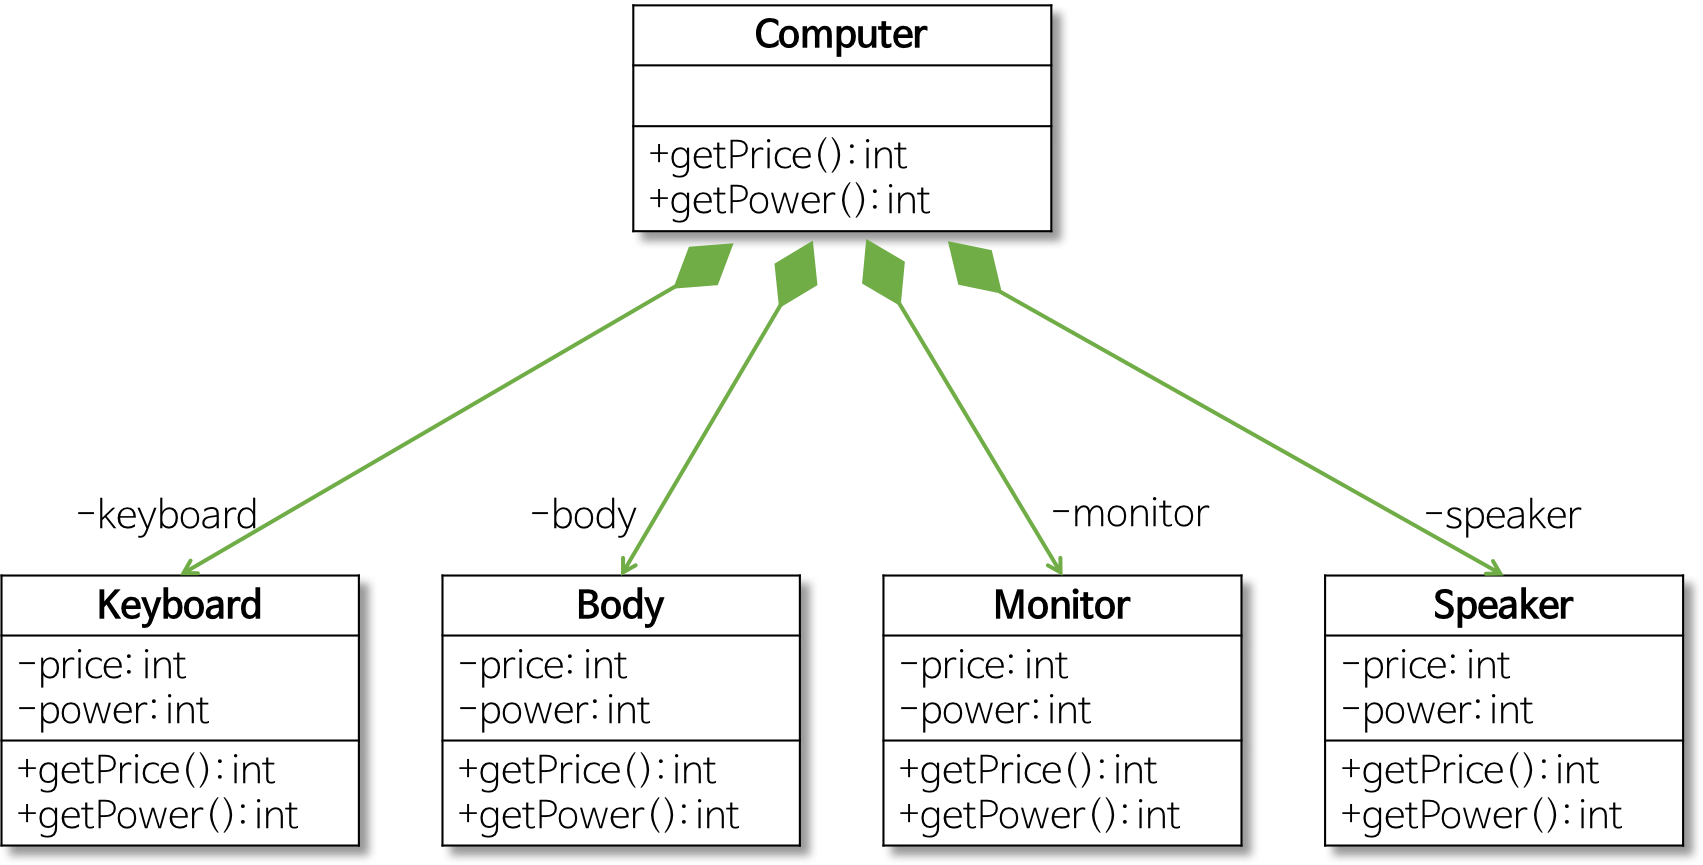 Computer
+getPrice(): int
+getPower(): int
-keyboard
-body
-monitor
-speaker
Keyboard
-price: int
-power: int
+getPrice(): int
+getPower(): int
Body
-price: int
-power: int
+getPrice(): int
+getPower(): int
Monitor
-price: int
-power: int
+getPrice(): int
+getPower(): int
Speaker
-price: int
-power: int
+getPrice(): int
+getPower(): int